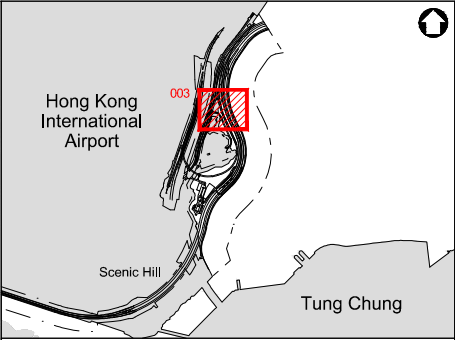 003
Hong Kong
International
Airport
Scenic Hill
Tung Chung